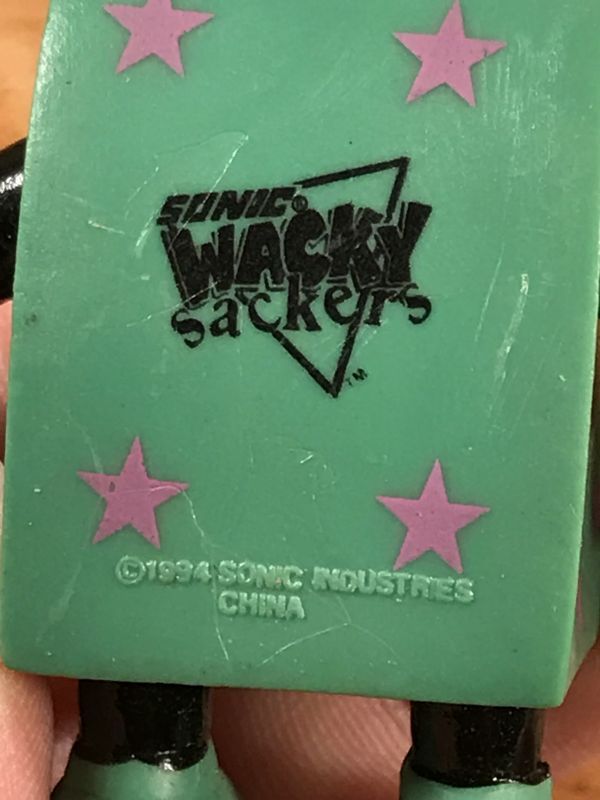 SONIC®
WACKY
sackers
™
©1994 SONIC INDUSTRIES
CHINA